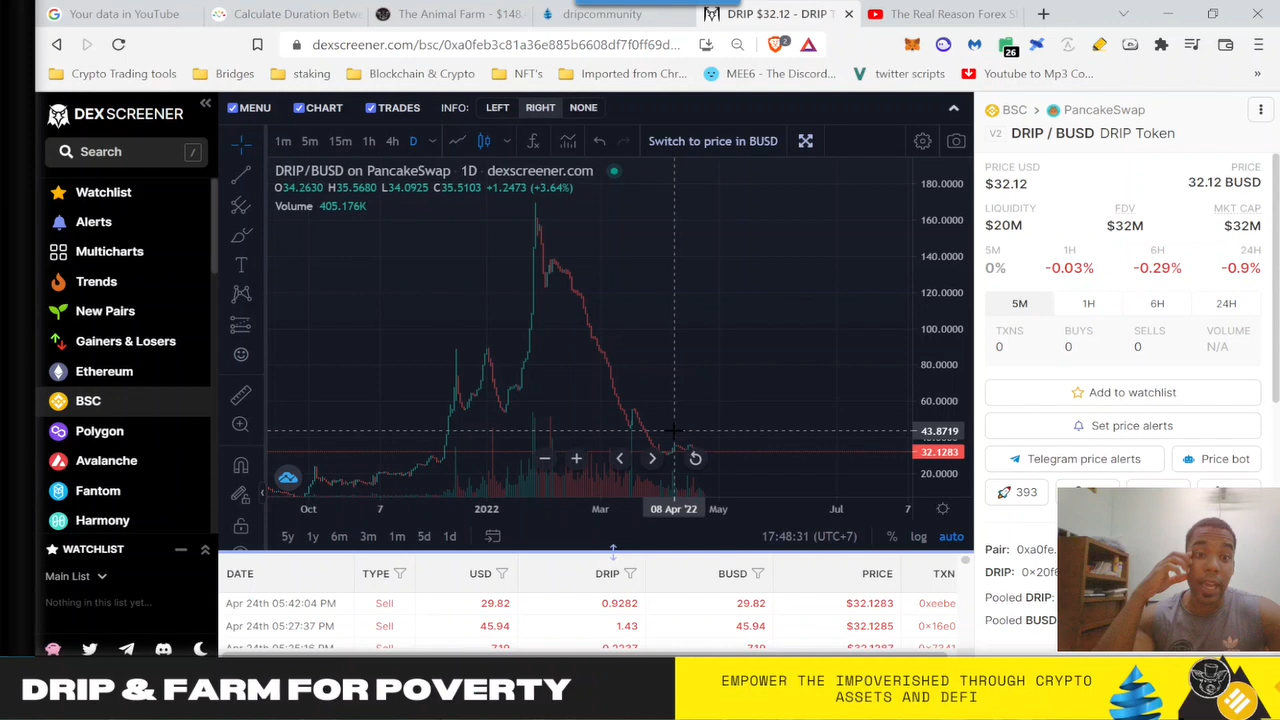 Your data in YouTube
Calculate Duration Betwe
The Animal Farm - $148.4
dripcommunity
DRIP $32.12 - DRIP T
The Real Reason Forex S
dexscreener.com/bsc/0xa0feb3c81a36e885b6608df7f0ff69d...
2
26
Crypto Trading tools
Bridges
staking
Blockchain & Crypto
NFT's
Imported from Chr...
MEE6 - The Discord...
twitter scripts
Youtube to Mp3 Co...
»
DEX SCREENER
Search
/
Watchlist
Alerts
Multicharts
Trends
New Pairs
Gainers & Losers
Ethereum
BSC
Polygon
Avalanche
Fantom
Harmony
WATCHLIST
Main List
Nothing in this list yet...
MENU
CHART
TRADES
INFO:
LEFT
RIGHT
NONE
1m
5m
15m
1h
4h
D
Switch to price in BUSD
DRIP/BUSD on PancakeSwap · 1D · dexscreener.com
O34.2630 H35.5680 L34.0925 C35.5103 +1.2473 (+3.64%)
Volume 405.176K
180.0000
160.0000
140.0000
120.0000
100.0000
80.0000
60.0000
43.8719
32.1283
20.0000
Oct
7
2022
Mar
08 Apr '22
May
Jul
7
5y
1y
6m
3m
1m
5d
1d
17:48:31 (UTC+7)
%
log
auto
DATE TYPE USD DRIP BUSD PRICE TXN
Apr 24th 05:42:04 PM Sell 29.82 0.9282 29.82 $32.1283 0xeebe
Apr 24th 05:27:37 PM Sell 45.94 1.43 45.94 $32.1285 0x16e0
BSC > PancakeSwap
V2 DRIP / BUSD DRIP Token
PRICE USD
$32.12
PRICE
32.12 BUSD
LIQUIDITY
$20M
FDV
$32M
MKT CAP
$32M
5M
0%
1H
-0.03%
6H
-0.29%
24H
-0.9%
5M
1H
6H
24H
TXNS
0
BUYS
0
SELLS
0
VOLUME
N/A
Add to watchlist
Set price alerts
Telegram price alerts
Price bot
393
Pair: 0xa0fe.
DRIP: 0x20f6
Pooled DRIP:
Pooled BUSD
DRIP & FARM FOR POVERTY
EMPOWER THE IMPOVERISHED THROUGH CRYPTO
ASSETS AND DEFI